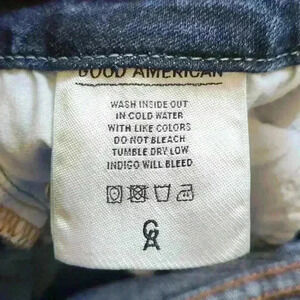 GOOD AMERICAN
WASH INSIDE OUT
IN COLD WATER
WITH LIKE COLORS
DO NOT BLEACH
TUMBLE DRY LOW
INDIGO WILL BLEED
GA